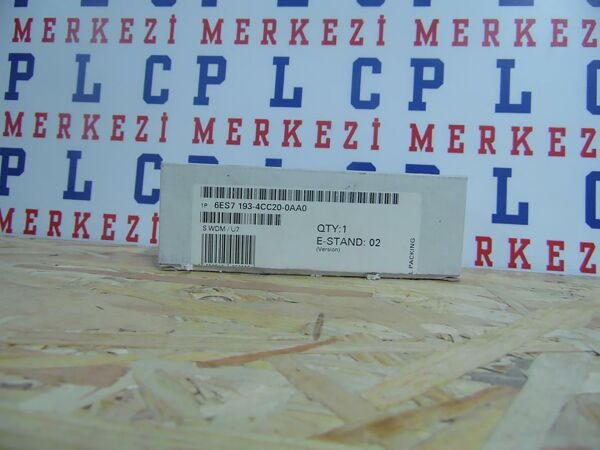 MERKEZİ MERKEZİ MERKEZİ
P L C P L C P L
MERKEZİ MERKEZİ MERKEZİ
P L C
1P 6ES7 193-4CC20-0AA0
S WDM / U7
QTY:1
E-STAND: 02
(Version)
PACKING
MERKEZİ